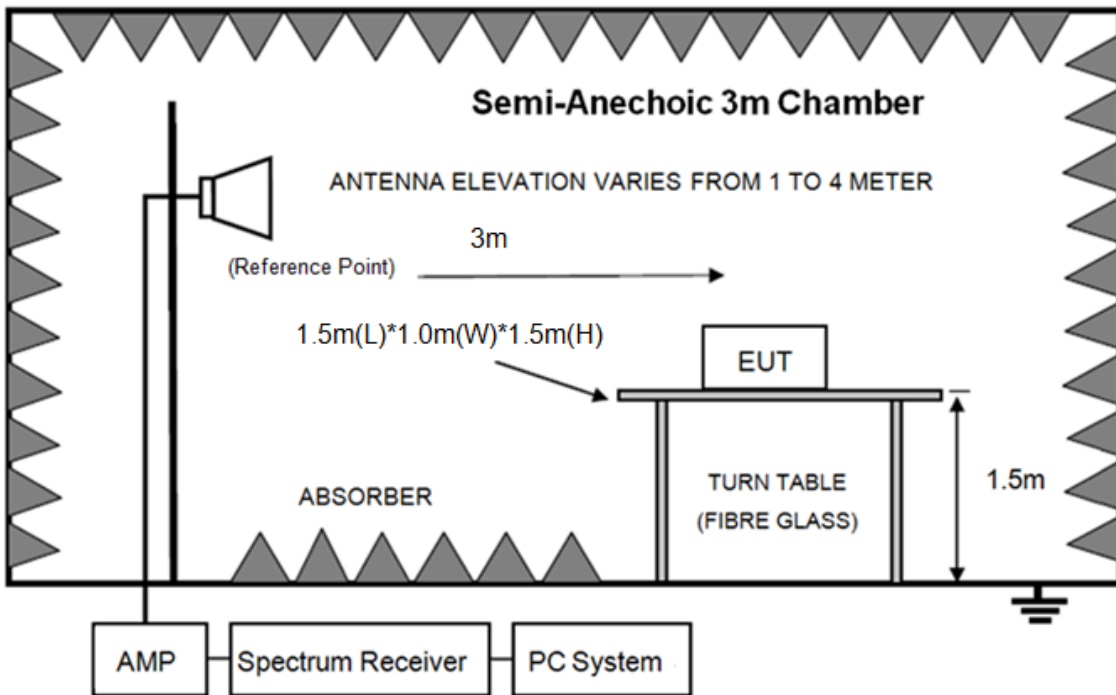 Semi-Anechoic 3m Chamber
ANTENNA ELEVATION VARIES FROM 1 TO 4 METER
3m
(Reference Point)
1.5m(L)*1.0m(W)*1.5m(H)
EUT
ABSORBER
TURN TABLE
(FIBRE GLASS)
1.5m
AMP
Spectrum Receiver
PC System